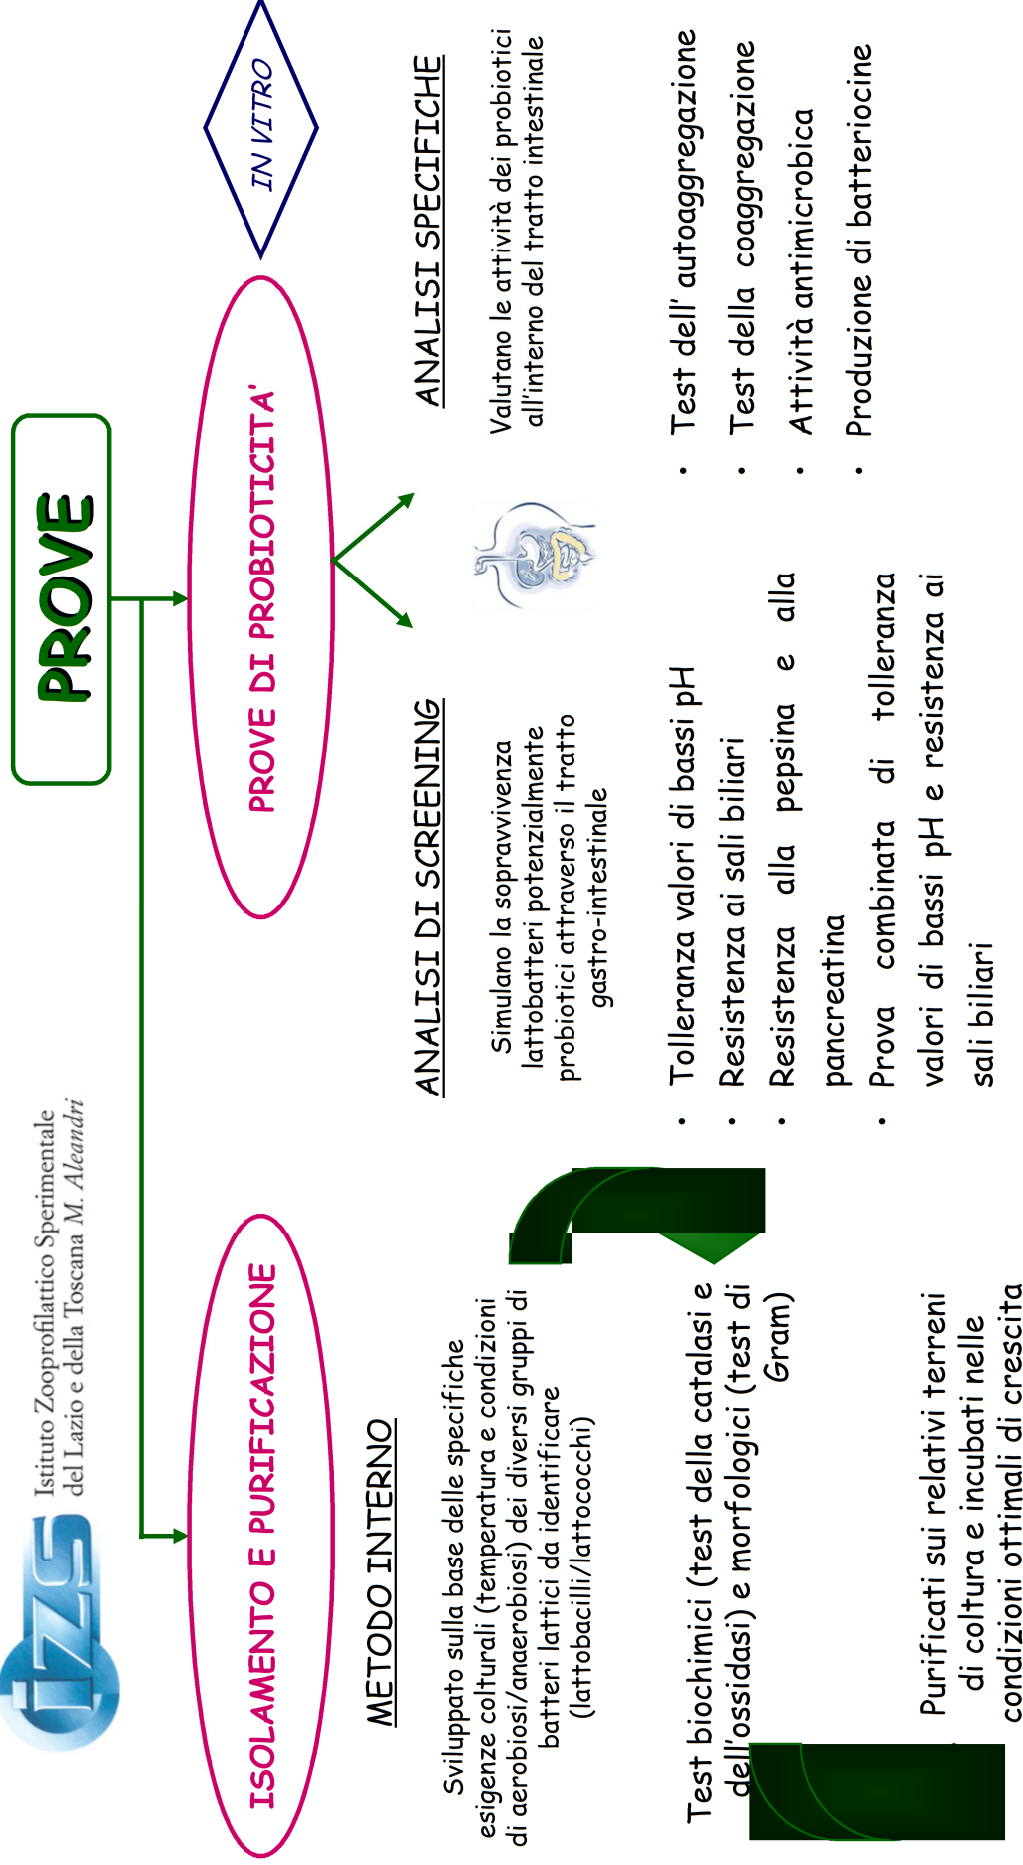 iZS
Istituto Zooprofilattico Sperimentale
del Lazio e della Toscana M. Aleandri
PROVE
ISOLAMENTO E PURIFICAZIONE
PROVE DI PROBIOTICITA'
IN VITRO
METODO INTERNO
Sviluppato sulla base delle specifiche
esigenze colturali (temperatura e condizioni
di aerobiosi/anaerobiosi) dei diversi gruppi di
batteri lattici da identificare
(lattobacilli/lattococchi)
Test biochimici (test della catalasi e
dell'ossidasi) e morfologici (test di
Gram)
Purificati sui relativi terreni
di coltura e incubati nelle
condizioni ottimali di crescita
ANALISI DI SCREENING
Simulano la sopravvivenza
lattobatteri potenzialmente
probiotici attraverso il tratto
gastro-intestinale
• Tolleranza valori di bassi pH
• Resistenza ai sali biliari
• Resistenza alla pepsina e alla
pancreatina
• Prova combinata di tolleranza
valori di bassi pH e resistenza ai
sali biliari
ANALISI SPECIFICHE
Valutano le attività dei probiotici
all'interno del tratto intestinale
• Test dell' autoaggregazione
• Test della coaggregazione
• Attività antimicrobica
• Produzione di batteriocine